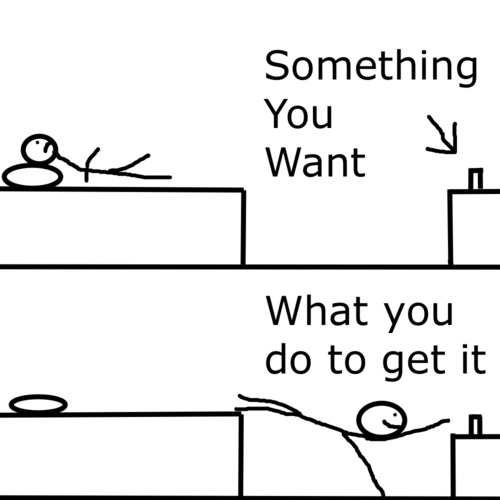 Something
You
Want
What you
do to get it